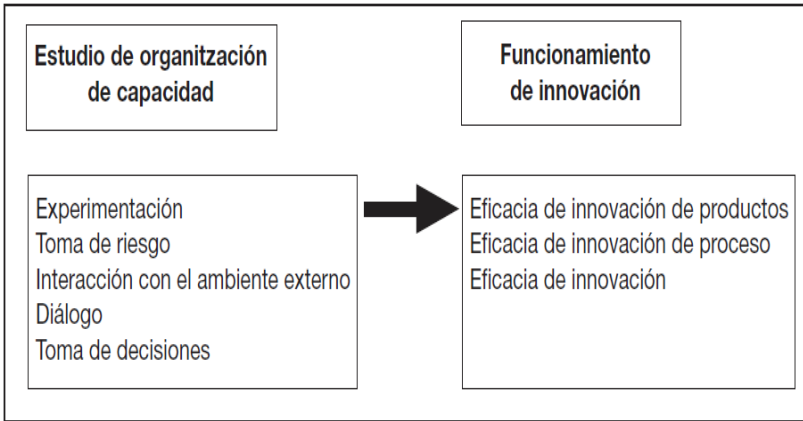 Estudio de organitzación
de capacidad
Funcionamiento
de innovación
Experimentación
Toma de riesgo
Interacción con el ambiente externo
Diálogo
Toma de decisiones
Eficacia de innovación de productos
Eficacia de innovación de proceso
Eficacia de innovación